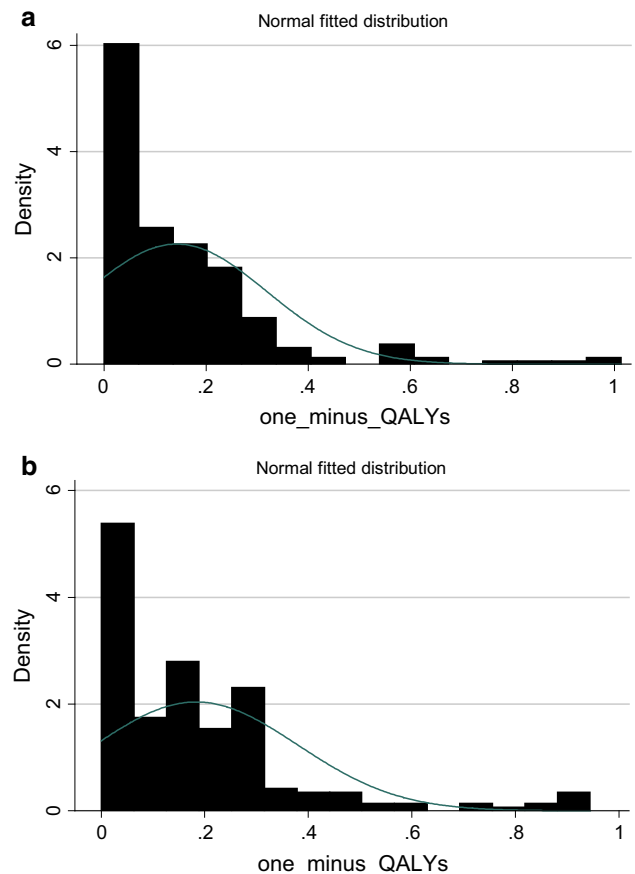 a
Normal fitted distribution
Density
6
4
2
0
0 .2 .4 .6 .8 1
one_minus_QALYs
b
Normal fitted distribution
Density
6
4
2
0
0 .2 .4 .6 .8 1
one_minus_QALYs